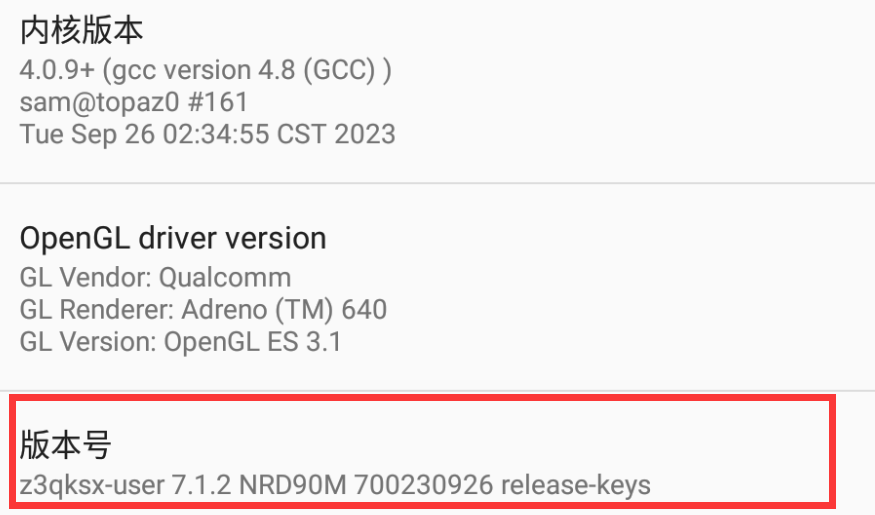 内核版本
4.0.9+ (gcc version 4.8 (GCC) )
sam@topaz0 #161
Tue Sep 26 02:34:55 CST 2023
OpenGL driver version
GL Vendor: Qualcomm
GL Renderer: Adreno (TM) 640
GL Version: OpenGL ES 3.1
版本号
z3qksx-user 7.1.2 NRD90M 700230926 release-keys